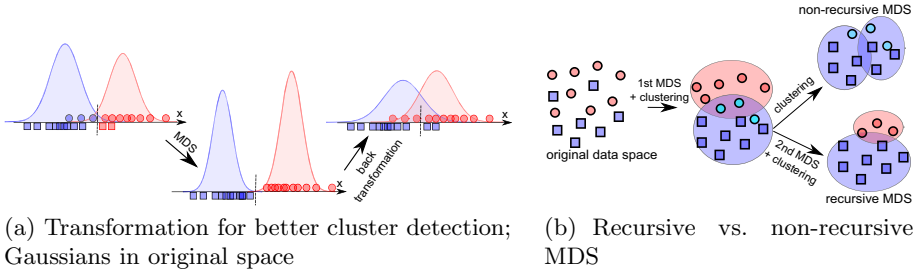 x
x
x
MDS
back
transformation
(a) Transformation for better cluster detection;
Gaussians in original space
non-recursive MDS
1st MDS
+ clustering
clustering
original data space
2nd MDS
+ clustering
recursive MDS
(b) Recursive vs. non-recursive
MDS